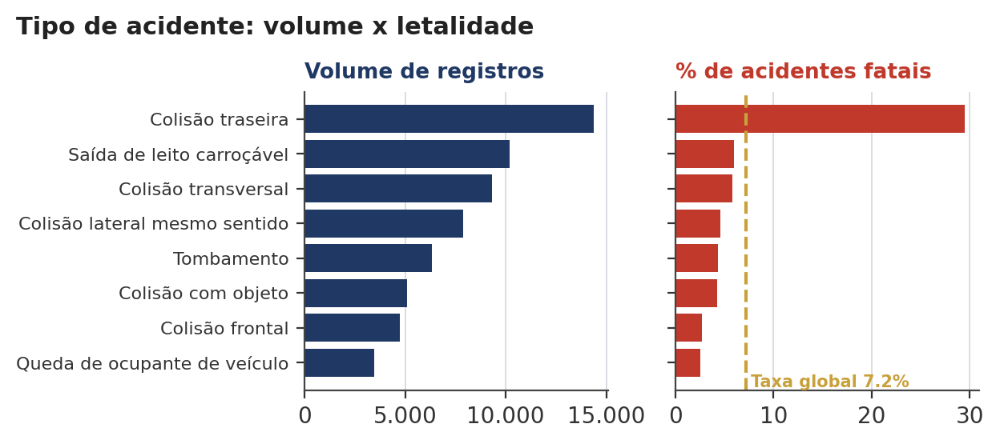 Tipo de acidente: volume x letalidade
Volume de registros
% de acidentes fatais
Colisão traseira
Saída de leito carroçável
Colisão transversal
Colisão lateral mesmo sentido
Tombamento
Colisão com objeto
Colisão frontal
Queda de ocupante de veículo
Taxa global 7.2%
0 5.000 10.000 15.000
0 10 20 30